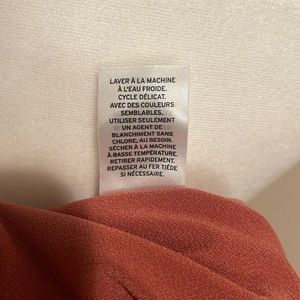 LAVER À LA MACHINE
À L'EAU FROIDE.
CYCLE DÉLICAT.
AVEC DES COULEURS
SEMBLABLES.
UTILISER SEULEMENT
UN AGENT DE
BLANCHIMENT SANS
CHLORE, AU BESOIN.
SÉCHER À LA MACHINE
À BASSE TEMPÉRATURE.
RETIRER RAPIDEMENT.
REPASSER AU FER TIÈDE
SI NÉCESSAIRE.